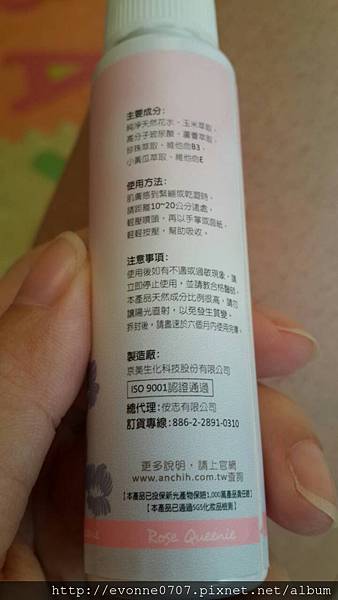 主要成分:
純淨天然花水、玉米萃取、
高分子玻尿酸、蘆薈萃取、
珍珠萃取、維他命B3、
小黃瓜萃取、維他命E
使用方法:
肌膚感到緊繃或乾澀時,
請距離10~20公分遠處,
輕壓噴頭,再以手掌或面紙,
輕輕按壓,幫助吸收。
注意事項:
使用後如有不適或過敏現象,請
立即停止使用,並請教合格醫師。
本產品天然成分比例很高,請勿
讓陽光直射,以免發生質變。
拆封後,請盡速於六個月內使用完畢。
製造廠:
京美生化科技股份有限公司
ISO 9001認證通過
總代理:侒志有限公司
訂貨專線:886-2-2891-0310
更多說明,請上官網
www.anchih.com.tw查詢
【本產品已投保新光產物保險1,000萬產品責任險】
【本產品已通過SGS化妝品檢測】
Rose Queenie
http://evonne0707.pixnet.net/album